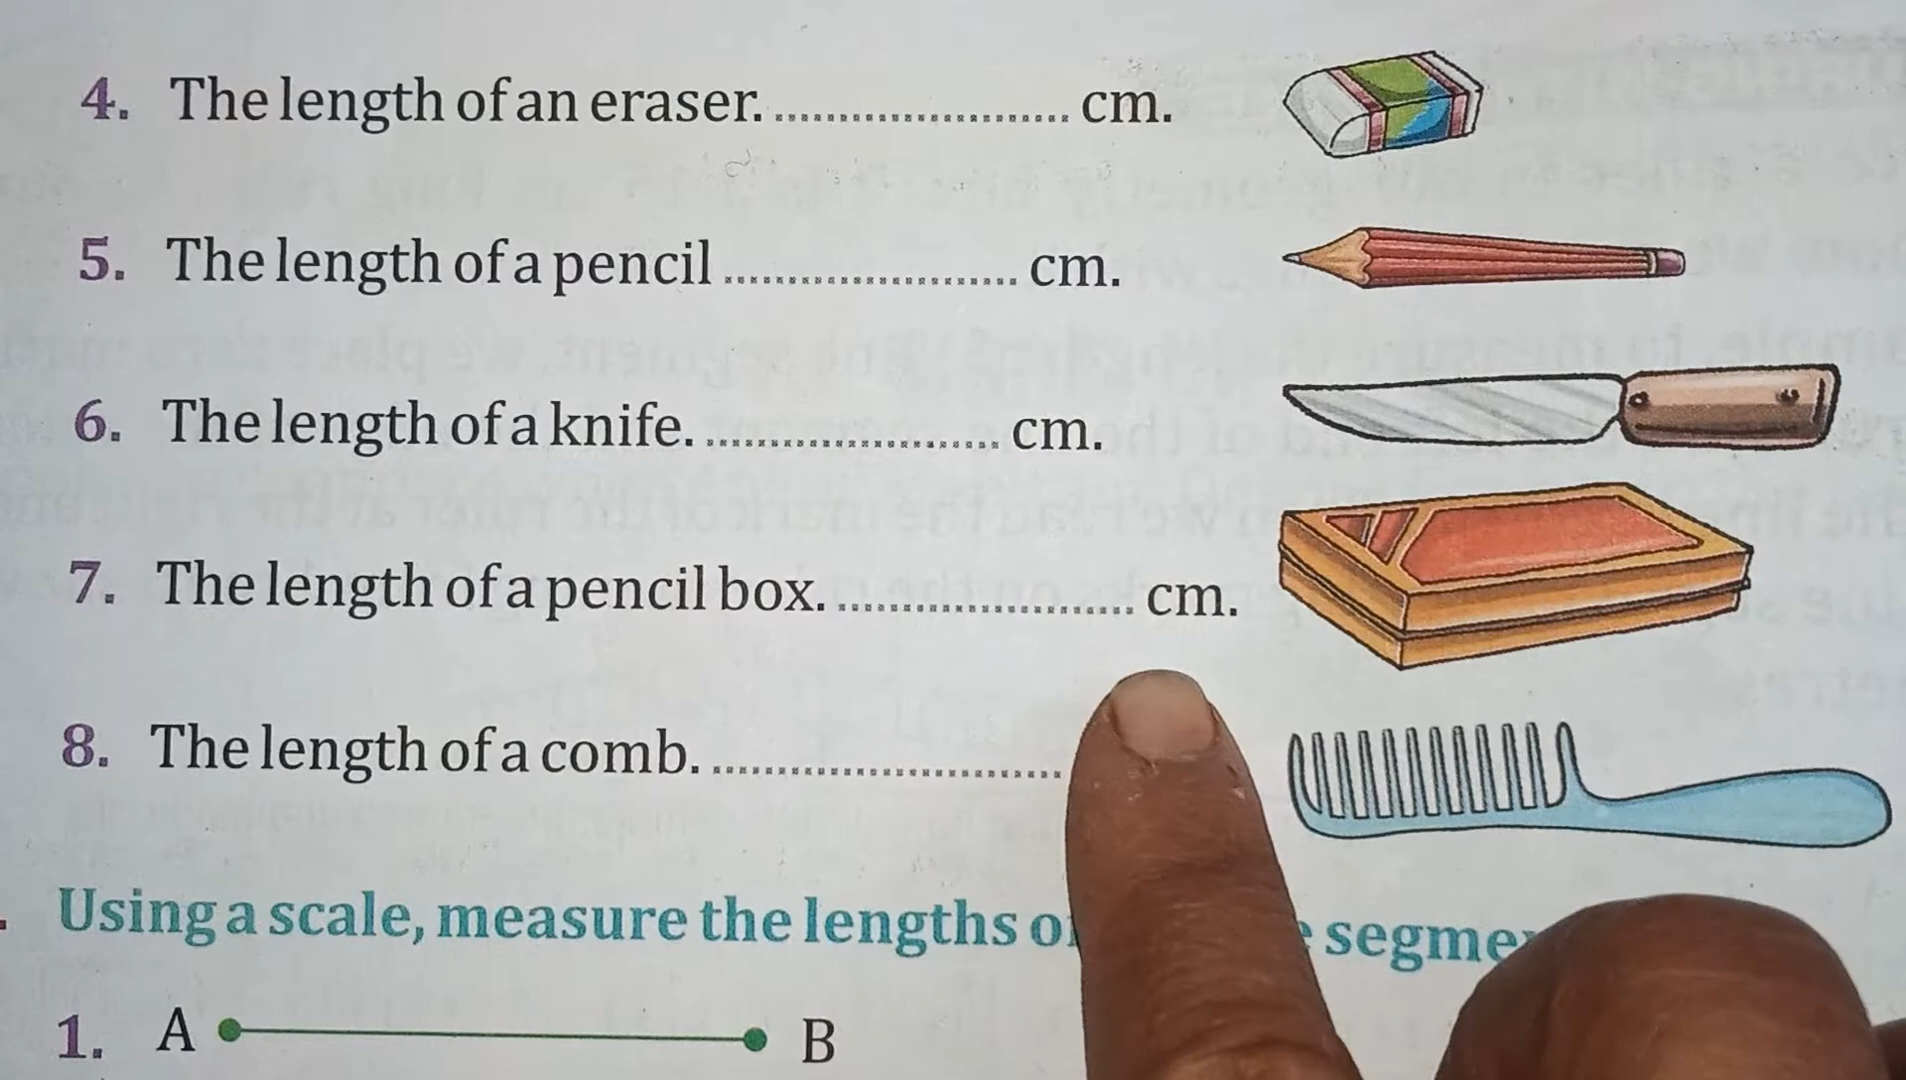 4. The length of an eraser. ........................ cm.
5. The length of a pencil ........................ cm.
6. The length of a knife. ........................ cm.
7. The length of a pencil box. ........................ cm.
8. The length of a comb. ............................
Using a scale, measure the lengths
1. A B